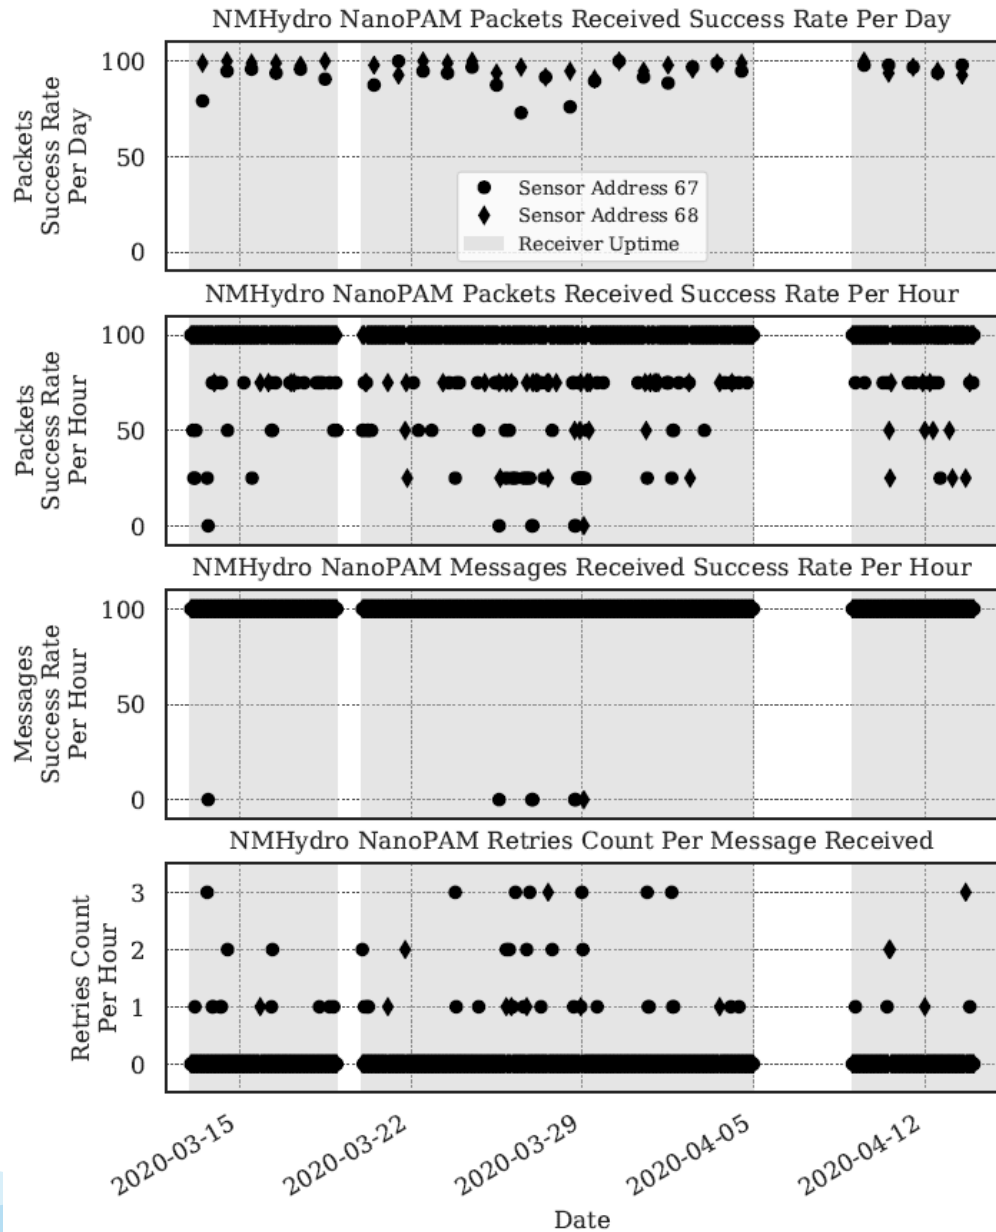 NMHydro NanoPAM Packets Received Success Rate Per Day
Packets
Success Rate
Per Day
100
50
0
Sensor Address 67
Sensor Address 68
Receiver Uptime
NMHydro NanoPAM Packets Received Success Rate Per Hour
Packets
Success Rate
Per Hour
100
50
0
NMHydro NanoPAM Messages Received Success Rate Per Hour
Messages
Success Rate
Per Hour
100
50
0
NMHydro NanoPAM Retries Count Per Message Received
Retries Count
Per Hour
3
2
1
0
2020-03-15
2020-03-22
2020-03-29
2020-04-05
2020-04-12
Date